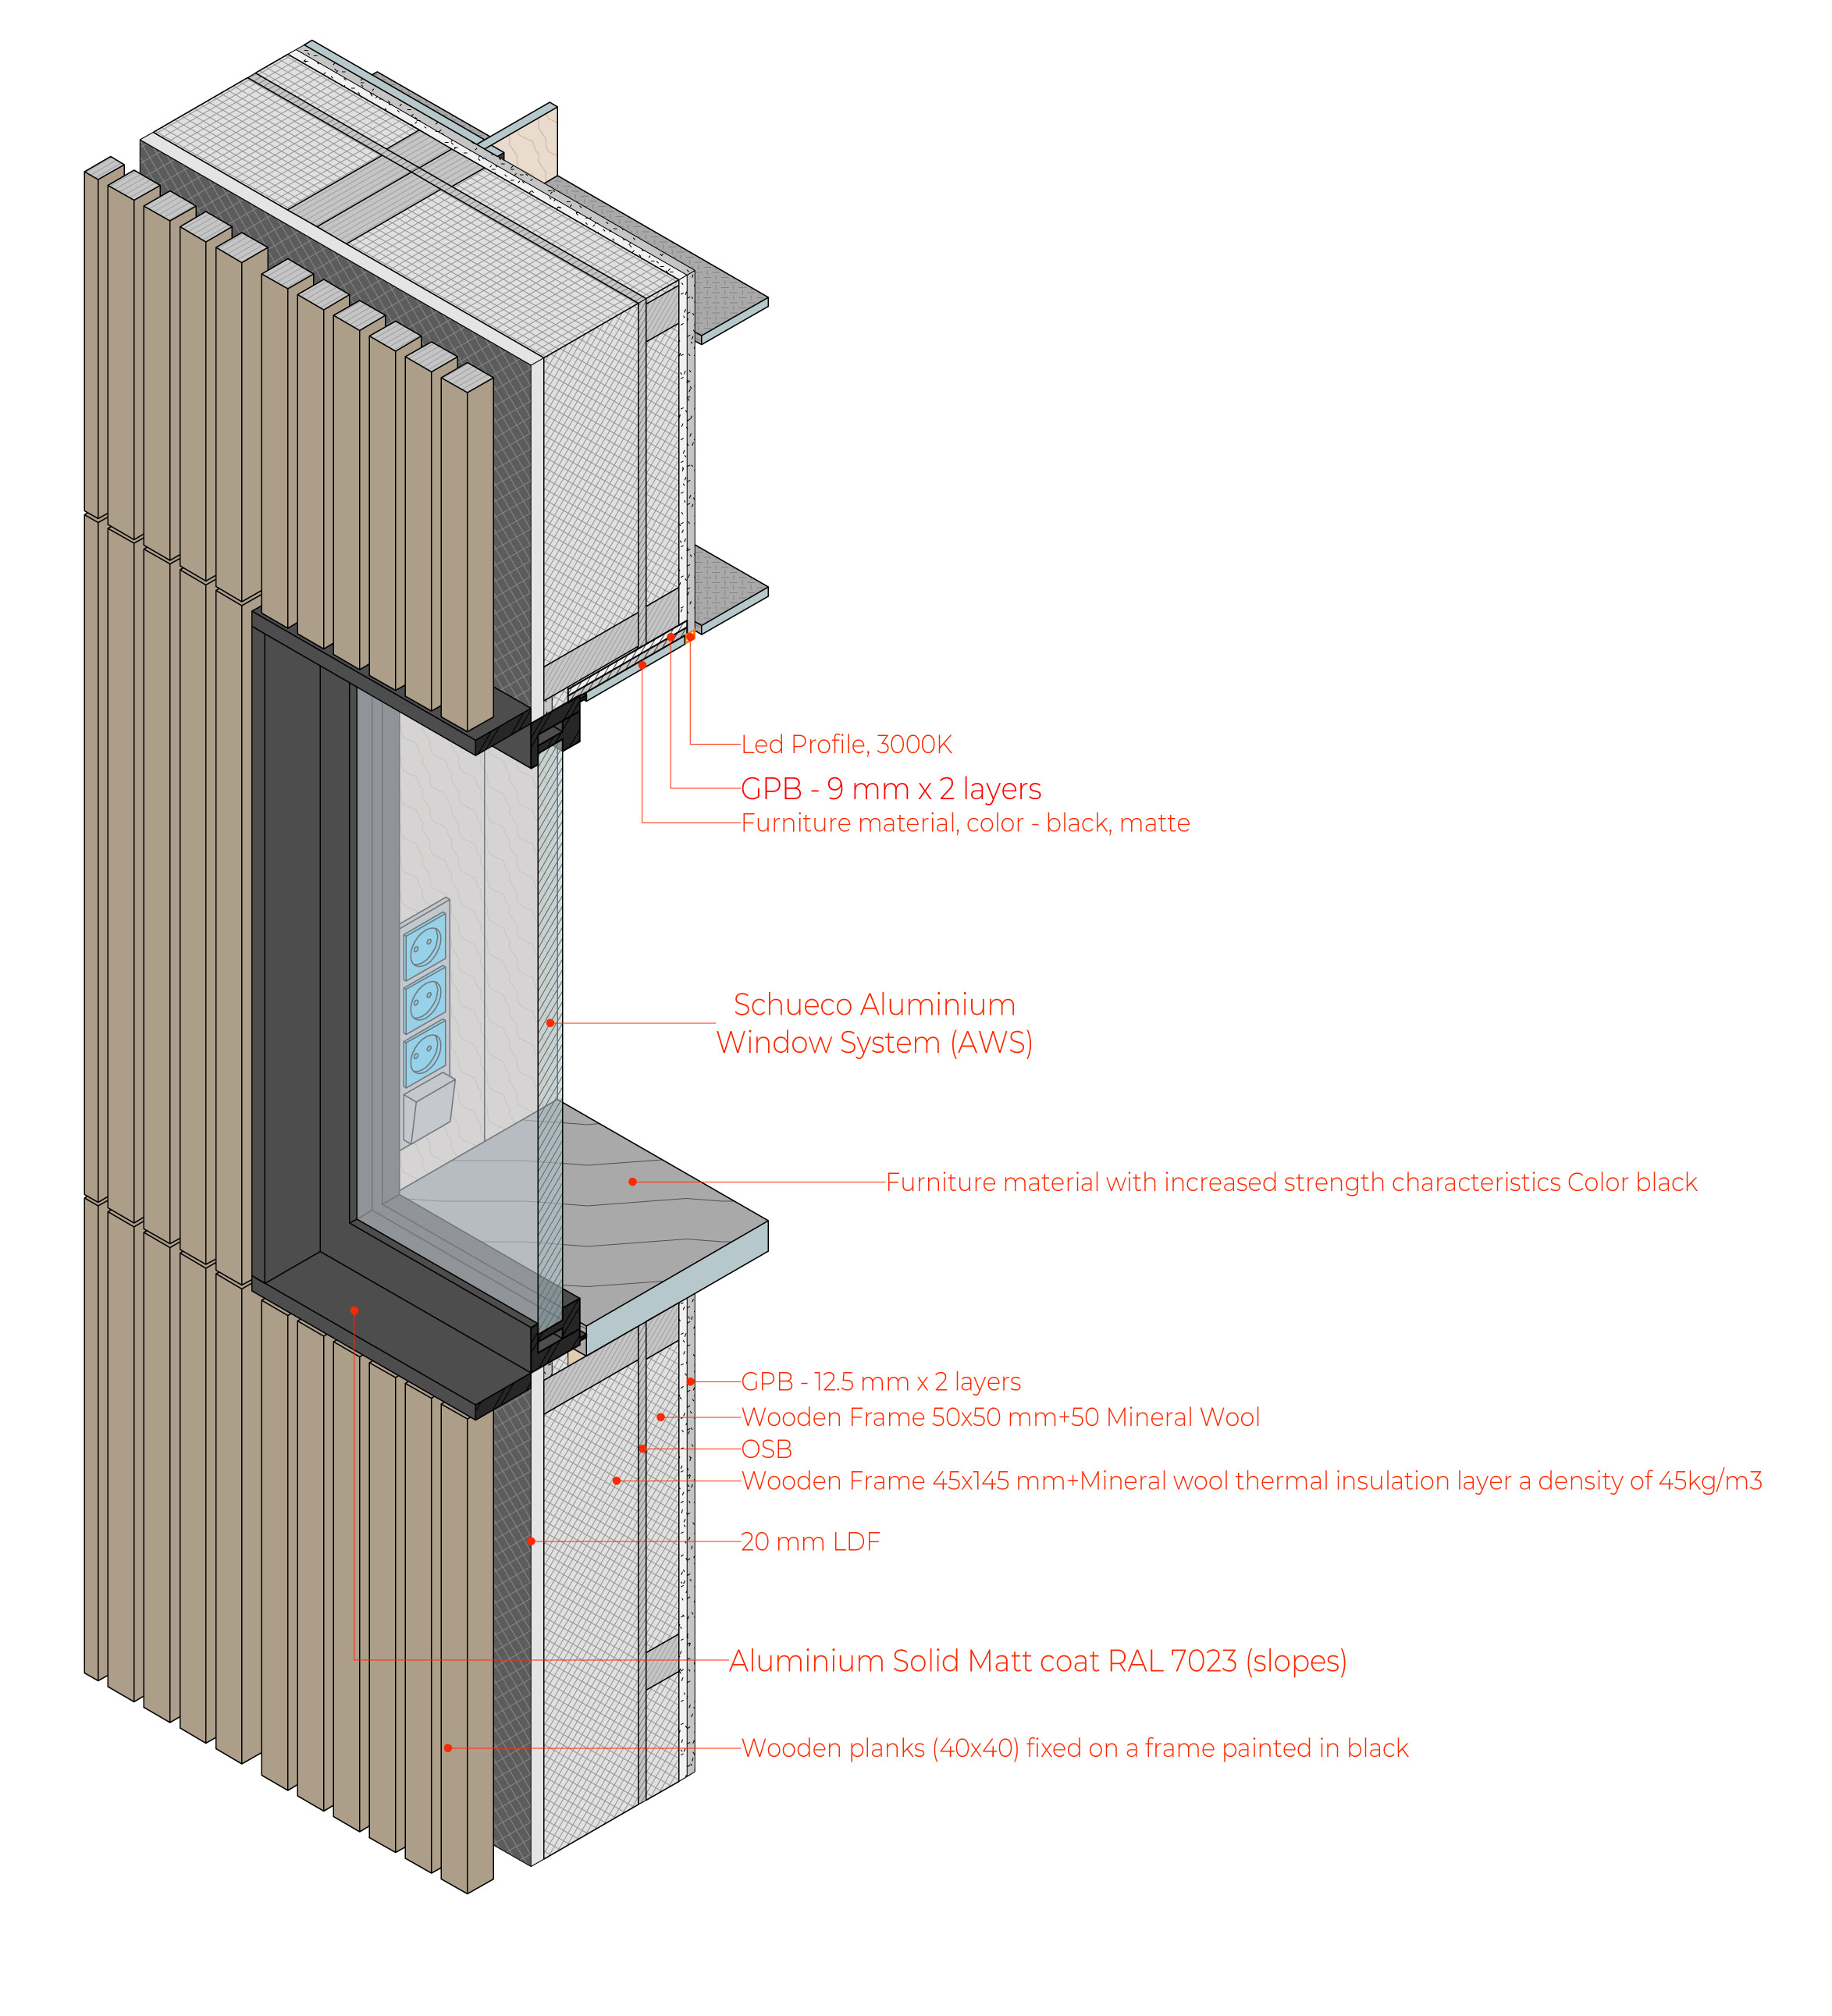 Led Profile, 3000K
GPB - 9 mm x 2 layers
Furniture material, color - black, matte
Schueco Aluminium
Window System (AWS)
Furniture material with increased strength characteristics Color black
GPB - 12.5 mm x 2 layers
Wooden Frame 50x50 mm+50 Mineral Wool
OSB
Wooden Frame 45x145 mm+Mineral wool thermal insulation layer a density of 45kg/m3
20 mm LDF
Aluminium Solid Matt coat RAL 7023 (slopes)
Wooden planks (40x40) fixed on a frame painted in black